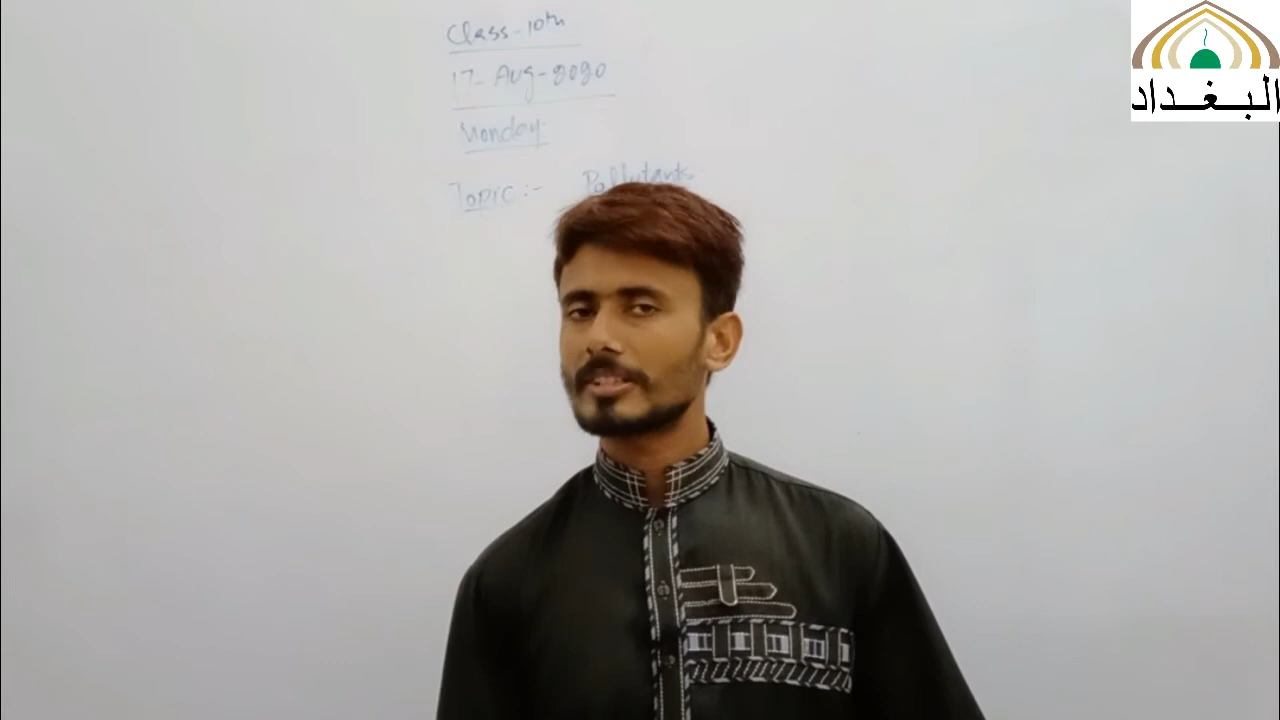 Class-10th
17-Aug-2020
Monday
Topic:- Pollutants
البغداد